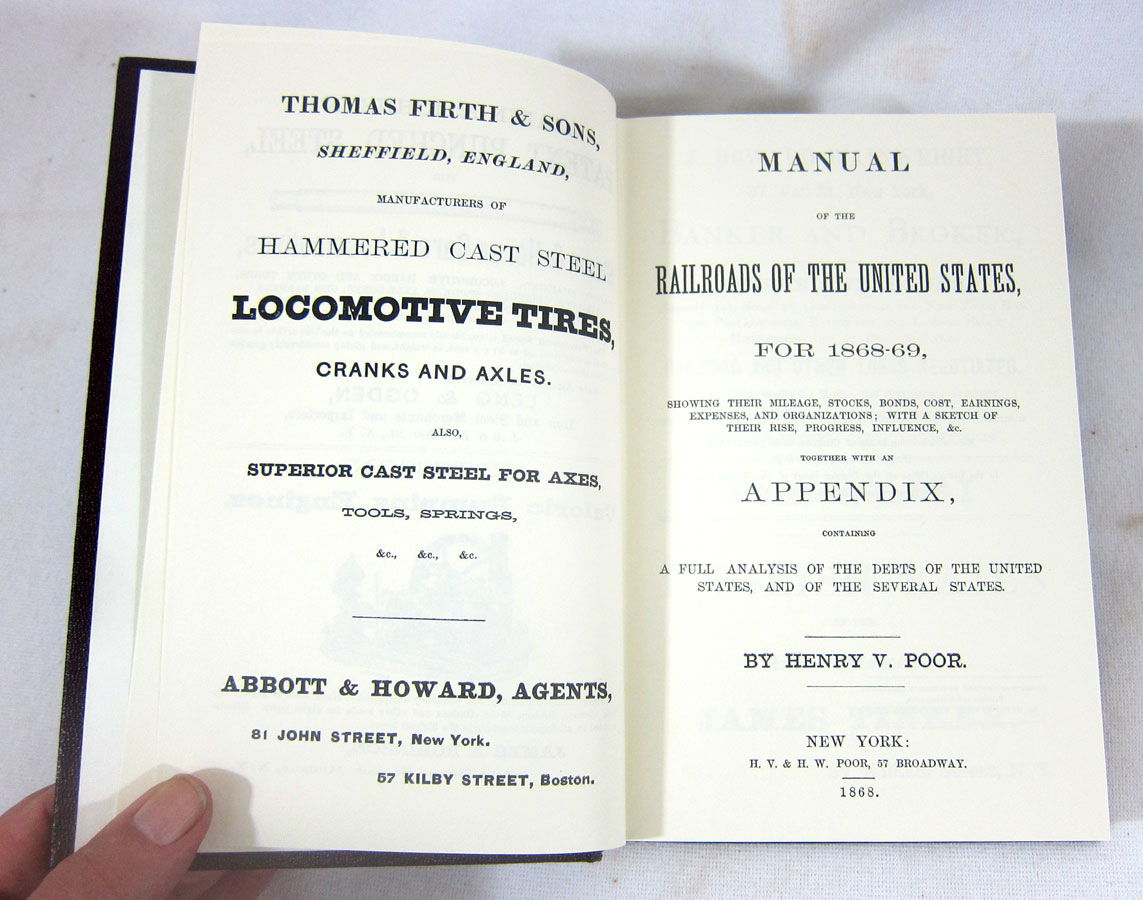 THOMAS FIRTH & SONS,
SHEFFIELD, ENGLAND,
MANUFACTURERS OF
HAMMERED CAST STEEL
LOCOMOTIVE TIRES,
CRANKS AND AXLES.
ALSO,
SUPERIOR CAST STEEL FOR AXES,
TOOLS, SPRINGS,
&c., &c., &c.
ABBOTT & HOWARD, AGENTS,
81 JOHN STREET, New York.
57 KILBY STREET, Boston.
MANUAL
OF THE
RAILROADS OF THE UNITED STATES,
FOR 1868-69,
SHOWING THEIR MILEAGE, STOCKS, BONDS, COST, EARNINGS,
EXPENSES, AND ORGANIZATIONS; WITH A SKETCH OF
THEIR RISE, PROGRESS, INFLUENCE, &c.
TOGETHER WITH AN
APPENDIX,
CONTAINING
A FULL ANALYSIS OF THE DEBTS OF THE UNITED
STATES, AND OF THE SEVERAL STATES.
BY HENRY V. POOR.
NEW YORK:
H. V. & H. W. POOR, 57 BROADWAY.
1868.